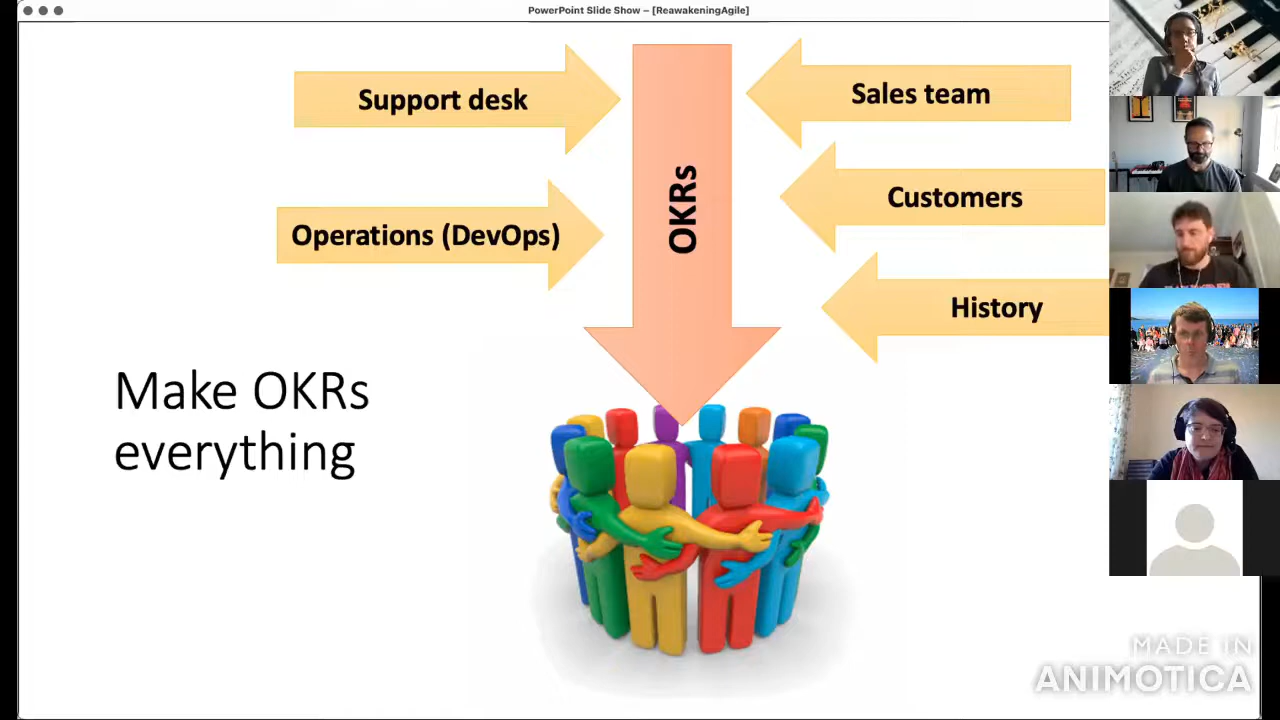 PowerPoint Slide Show – [ReawakeningAgile]
Support desk
Sales team
OKRs
Customers
Operations (DevOps)
History
Make OKRs
everything
MADE IN
ANIMOTICA